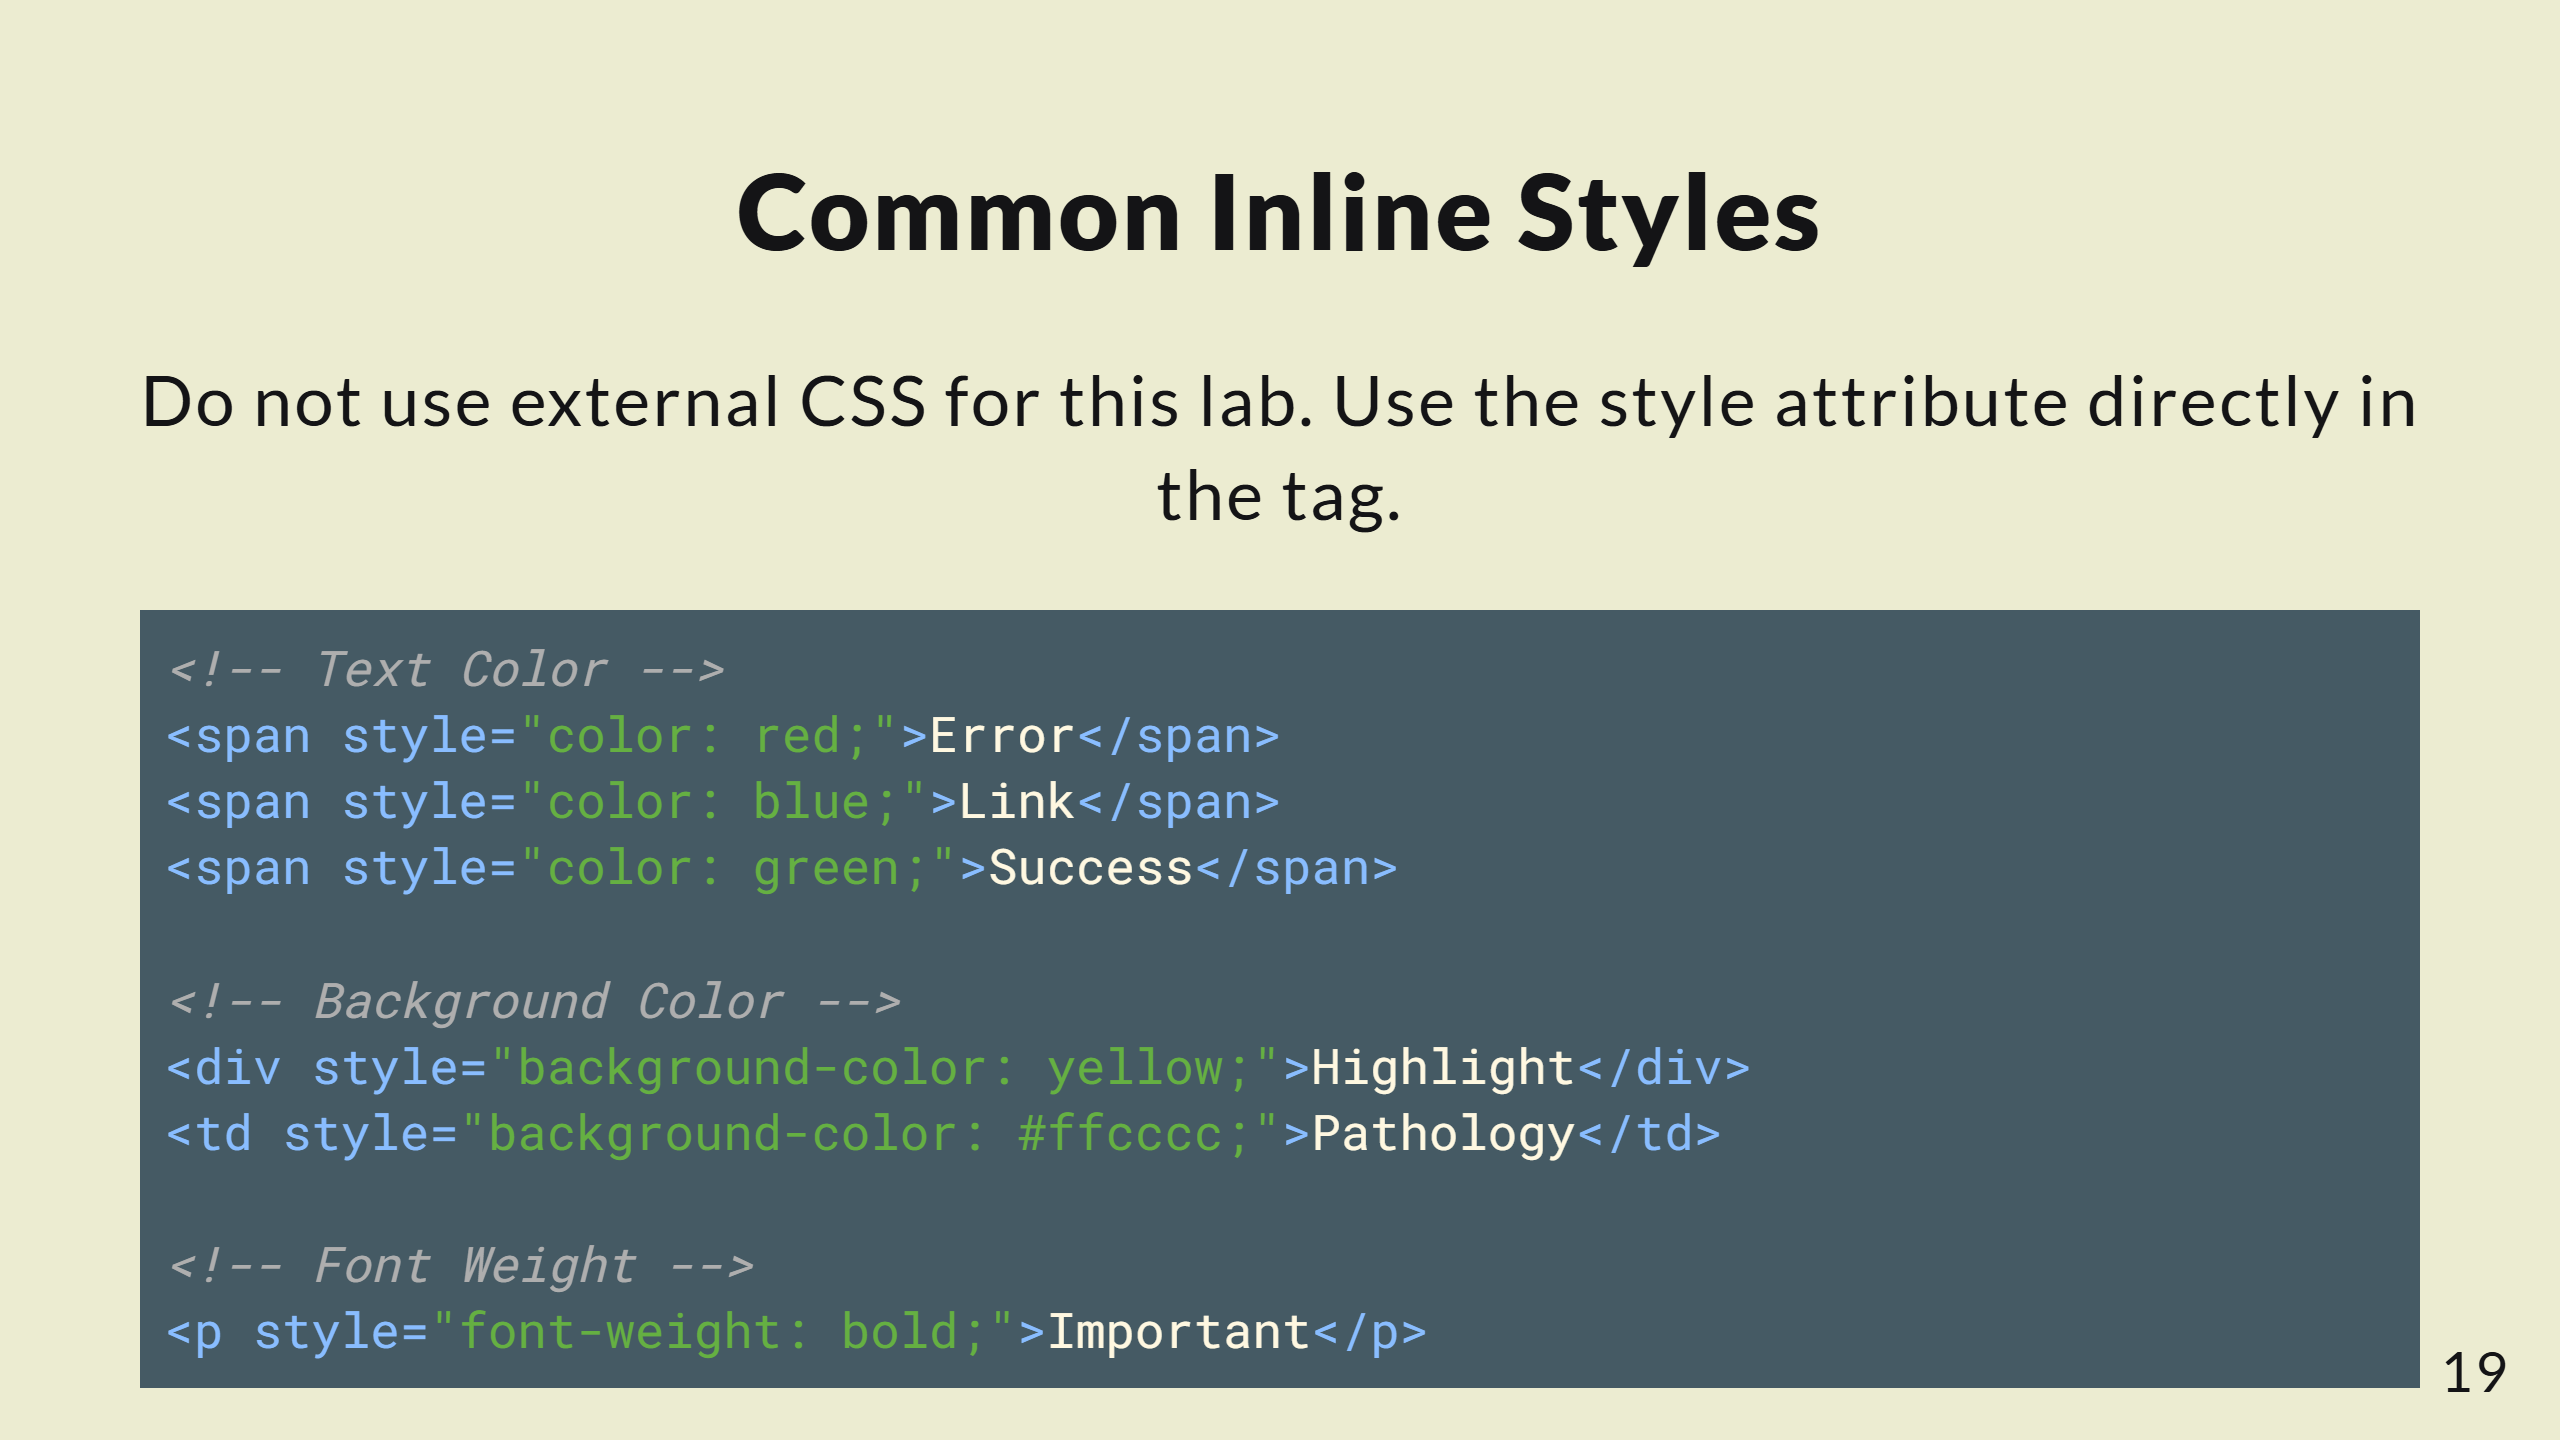 Common Inline Styles
Do not use external CSS for this lab. Use the style attribute directly in
the tag.
<!-- Text Color -->
<span style="color: red;">Error</span>
<span style="color: blue;">Link</span>
<span style="color: green;">Success</span>
<!-- Background Color -->
<div style="background-color: yellow;">Highlight</div>
<td style="background-color: #ffcccc;">Pathology</td>
<!-- Font Weight -->
<p style="font-weight: bold;">Important</p>
19